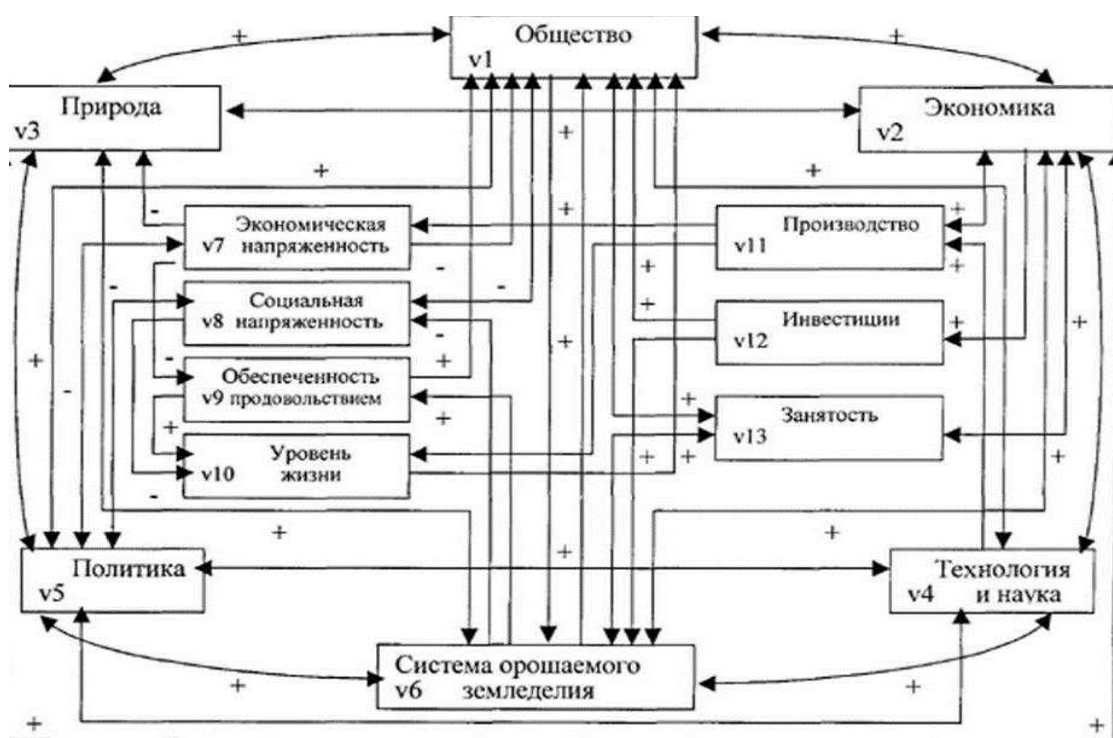 +
Общество
v1
+
Природа
v3
Экономика
v2
+
+
+
-
Экономическая
v7 напряженность
+
Производство
v11
+
+
-
-
-
+
Социальная
v8 напряженность
-
+
Инвестиции
v12
+
+
+
-
Обеспеченность
v9 продовольствием
+
+
-
+
Занятость
v13
+
+
+
Уровень
v10 жизни
+
+
+
-
+
+
+
Политика
v5
Технология
v4 и наука
Система орошаемого
v6 земледелия
+
+
+
+